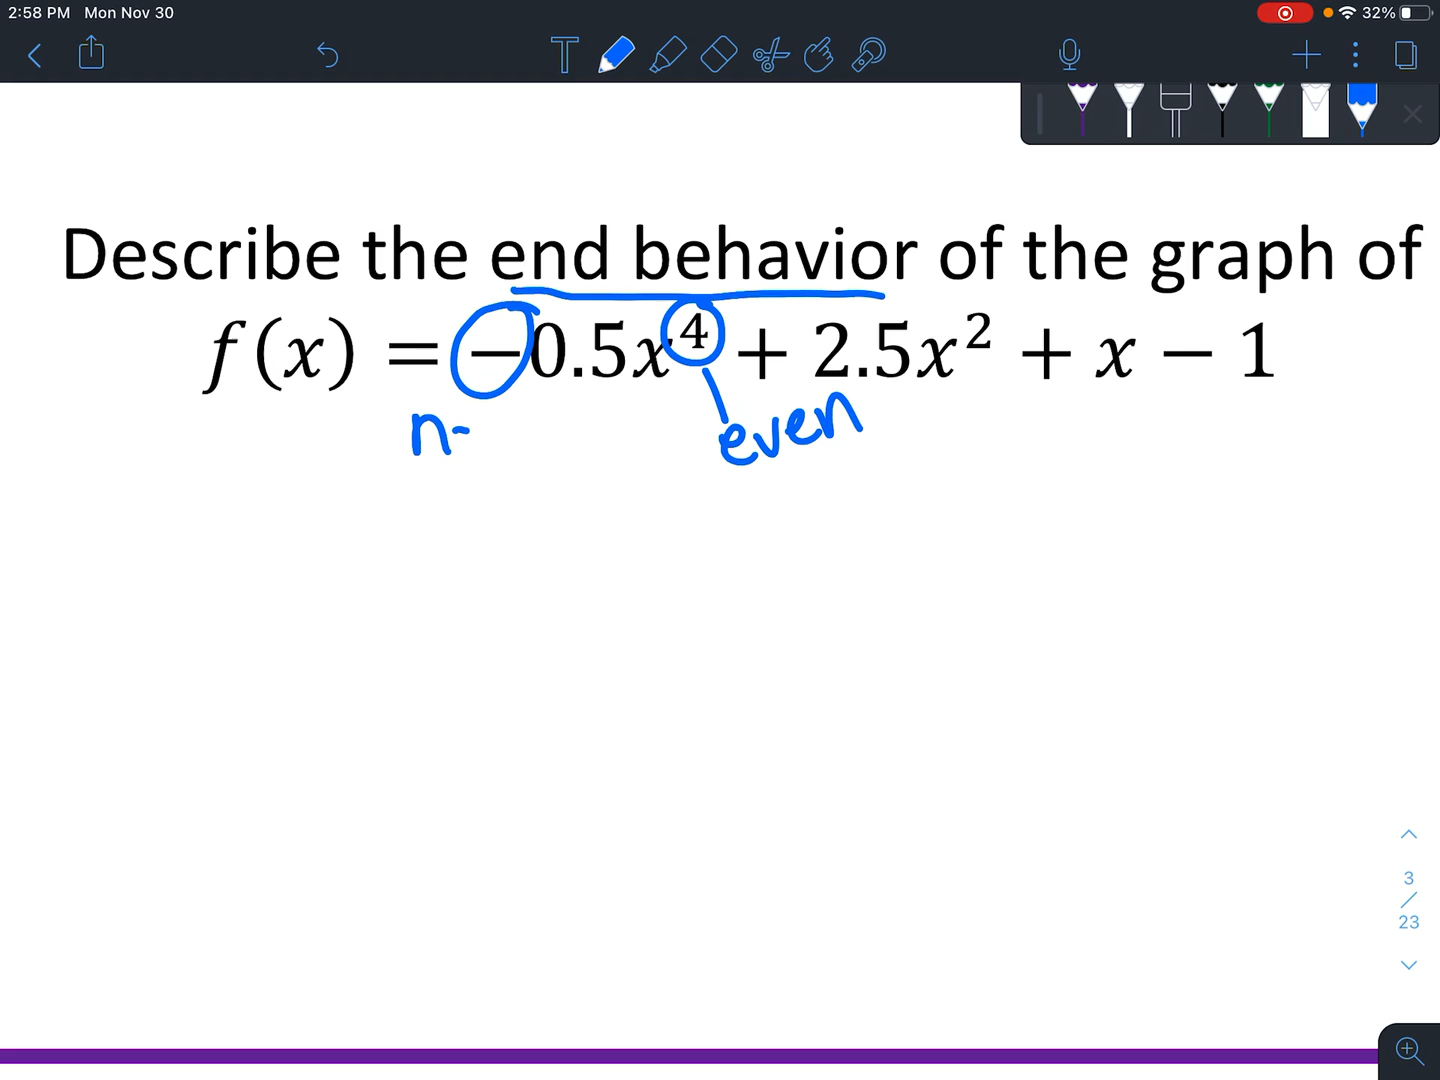 2:58 PM Mon Nov 30 32%
T
Describe the end behavior of the graph of
f(x) = −0.5x⁴ + 2.5x² + x − 1
n- even
3
/
23